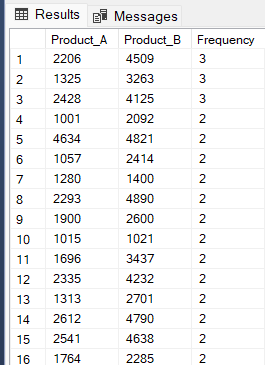 Results Messages
Product_A Product_B Frequency
1 2206 4509 3
2 1325 3263 3
3 2428 4125 3
4 1001 2092 2
5 4634 4821 2
6 1057 2414 2
7 1280 1400 2
8 2293 4890 2
9 1900 2600 2
10 1015 1021 2
11 1696 3437 2
12 2335 4232 2
13 1313 2701 2
14 2612 4790 2
15 2541 4638 2
16 1764 2285 2